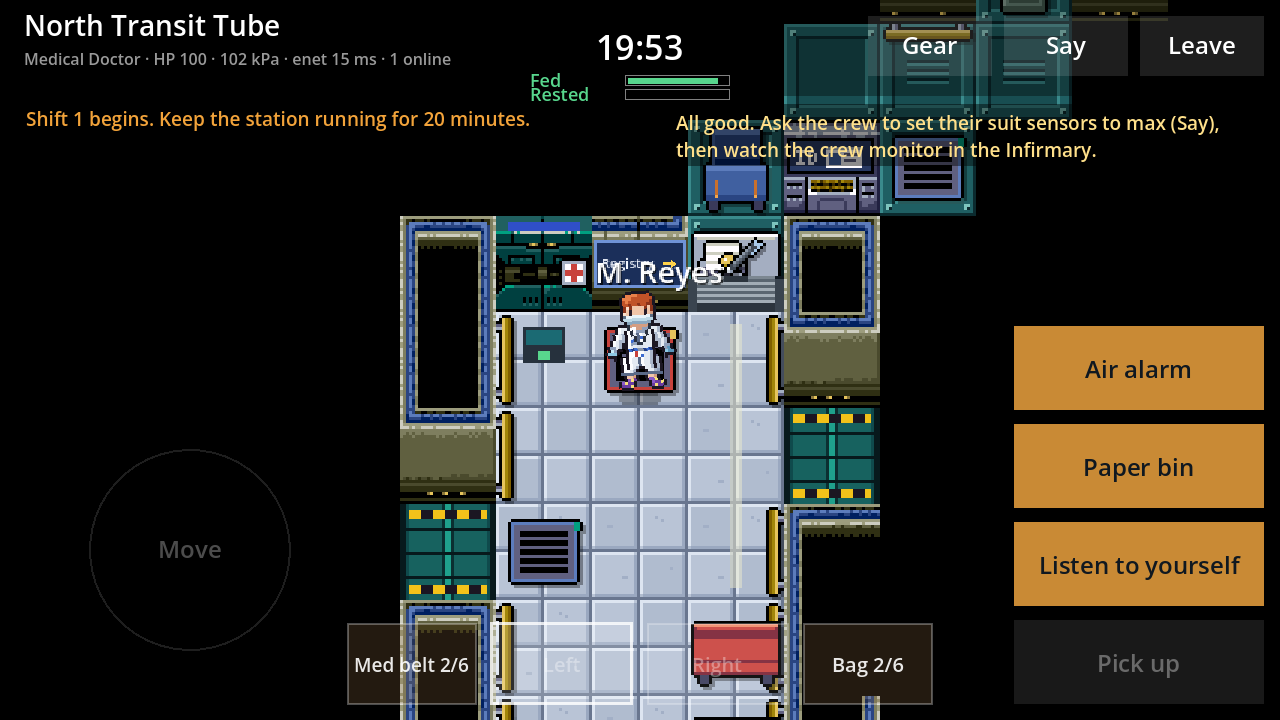 North Transit Tube
Medical Doctor · HP 100 · 102 kPa · enet 15 ms · 1 online
19:53
Fed
Rested
Gear
Say
Leave
Shift 1 begins. Keep the station running for 20 minutes.
All good. Ask the crew to set their suit sensors to max (Say),
then watch the crew monitor in the Infirmary.
M. Reyes
Air alarm
Paper bin
Listen to yourself
Pick up
Move
Med belt 2/6
Left
Right
Bag 2/6